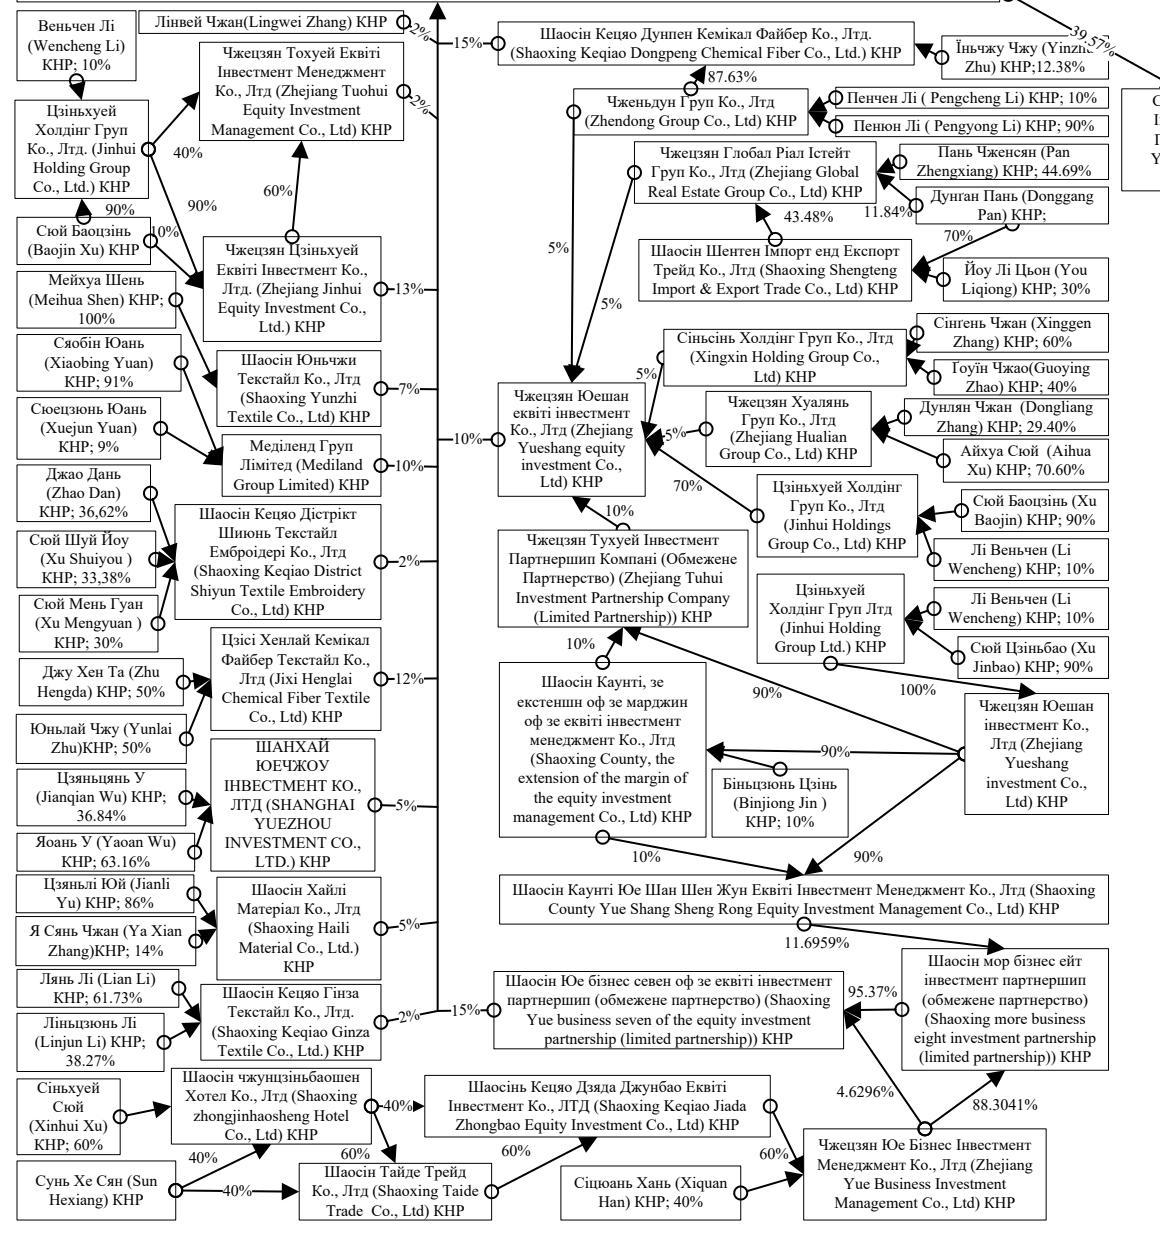 Веньчен Лі
(Wencheng Li)
КНР; 10%
Лінвей Чжан(Lingwei Zhang) КНР
2%
Чжецзян Тохуей Еквіті
Інвестмент Менеджмент
Ко., Лтд (Zhejiang Tuohui
Equity Investment
Management Co., Ltd) КНР
2%
Цзіньхуей
Холдінг Груп
Ко., Лтд. (Jinhui
Holding Group
Co., Ltd.) КНР
40%
90%
60%
90%
Сюй Баоцзінь
(Baojin Xu) КНР
10%
Чжецзян Цзіньхуей
Еквіті Інвестмент Ко.,
Лтд. (Zhejiang Jinhui
Equity Investment Co.,
Ltd.) КНР
13%
Мейхуа Шень
(Meihua Shen) КНР;
100%
Сяобін Юань
(Xiaobing Yuan)
КНР; 91%
Шаосін Юньчжи
Текстайл Ко., Лтд
(Shaoxing Yunzhi
Textile Co., Ltd) КНР
7%
Сюецзюнь Юань
(Xuejun Yuan)
КНР; 9%
Меділенд Груп
Лімітед (Mediland
Group Limited) КНР
10%
Джао Дань
(Zhao Dan)
КНР; 36,62%
Сюй Шуй Йоу
(Xu Shuiyou )
КНР; 33,38%
Сюй Мень Гуан
(Xu Mengyuan )
КНР; 30%
Шаосін Кецяо Дістрікт
Шиюнь Текстайл
Емброідері Ко., Лтд
(Shaoxing Keqiao District
Shiyun Textile Embroidery
Co., Ltd) КНР
2%
Джу Хен Та (Zhu
Hengda) КНР; 50%
Юньлай Чжу (Yunlai
Zhu)КНР; 50%
Цзісі Хенлай Кемікал
Файбер Текстайл Ко.,
Лтд (Jixi Henglai
Chemical Fiber Textile
Co., Ltd) КНР
12%
Цзяньцянь У
(Jianqian Wu) КНР;
36.84%
Яоань У (Yaoan Wu)
КНР; 63.16%
ШАНХАЙ
ЮЕЧЖОУ
ІНВЕСТМЕНТ КО.,
ЛТД (SHANGHAI
YUEZHOU
INVESTMENT CO.,
LTD.) КНР
5%
Цзяньлі Юй (Jianli
Yu) КНР; 86%
Я Сянь Чжан (Ya Xian
Zhang)КНР; 14%
Шаосін Хайлі
Матеріал Ко., Лтд
(Shaoxing Haili
Material Co., Ltd.)
КНР
5%
Лянь Лі (Lian Li)
КНР; 61.73%
Ліньцзюнь Лі
(Linjun Li) КНР;
38.27%
Шаосін Кецяо Гінза
Текстайл Ко., Лтд.
(Shaoxing Keqiao Ginza
Textile Co., Ltd.) КНР
2%
Сіньхуей
Сюй
(Xinhui Xu)
КНР; 60%
Шаосін чжунцзіньбаошен
Хотел Ко., Лтд (Shaoxing
zhongjinhaosheng Hotel
Co., Ltd) КНР
40%
60%
Сунь Хе Сян (Sun
Hexiang) КНР
40%
40%
Шаосін Тайде Трейд
Ко., Лтд (Shaoxing Taide
Trade Co., Ltd) КНР
60%
Шаосінь Кецяо Дзяда Джунбао Еквіті
Інвестмент Ко., ЛТД (Shaoxing Keqiao Jiada
Zhongbao Equity Investment Co., Ltd) КНР
60%
Сіцюань Хань (Xiquan
Han) КНР; 40%
Чжецзян Юе Бізнес Інвестмент
Менеджмент Ко., Лтд (Zhejiang
Yue Business Investment
Management Co., Ltd) КНР
4.6296%
88.3041%
15%
Шаосін Кецяо Дунпен Кемікал Файбер Ко., Лтд.
(Shaoxing Keqiao Dongpeng Chemical Fiber Co., Ltd.) КНР
39.57%
Їньчжу Чжу (Yinzhu
Zhu) КНР;12.38%
87.63%
Чженьдун Груп Ко., Лтд
(Zhendong Group Co., Ltd) КНР
Пенчен Лі ( Pengcheng Li) КНР; 10%
Пенюн Лі ( Pengyong Li) КНР; 90%
Чжецзян Глобал Ріал Істейт
Груп Ко., Лтд (Zhejiang Global
Real Estate Group Co., Ltd) КНР
Пань Чженсян (Pan
Zhengxiang) КНР; 44.69%
43.48%
11.84%
Дунґан Пань (Donggang
Pan) КНР;
70%
5%
Шаосін Шентен Імпорт енд Експорт
Трейд Ко., Лтд (Shaoxing Shengteng
Import & Export Trade Co., Ltd) КНР
Йоу Лі Цьон (You
Liqiong) КНР; 30%
5%
Сіньсінь Холдінг Груп Ко., Лтд
(Xingxin Holding Group Co.,
Ltd) КНР
Сінґень Чжан (Xinggen
Zhang) КНР; 60%
Ґоуїн Чжао(Guoying
Zhao) КНР; 40%
5%
10%
Чжецзян Юешан
еквіті інвестмент
Ко., Лтд (Zhejiang
Yueshang equity
investment Co.,
Ltd) КНР
5%
Чжецзян Хуалянь
Груп Ко., Лтд
(Zhejiang Hualian
Group Co., Ltd) КНР
Дунлян Чжан (Dongliang
Zhang) КНР; 29.40%
Айхуа Сюй (Aihua
Xu) КНР; 70.60%
70%
Цзіньхуей Холдінг
Груп Ко., Лтд
(Jinhui Holdings
Group Co., Ltd) КНР
Сюй Баоцзінь (Xu
Baojin) КНР; 90%
Лі Веньчен (Li
Wencheng) КНР; 10%
10%
Чжецзян Тухуей Інвестмент
Партнершип Компані (Обмежене
Партнерство) (Zhejiang Tuhui
Investment Partnership Company
(Limited Partnership)) КНР
Цзіньхуей
Холдінг Груп Лтд
(Jinhui Holding
Group Ltd.) КНР
Лі Веньчен (Li
Wencheng) КНР; 10%
Сюй Цзіньбао (Xu
Jinbao) КНР; 90%
10%
90%
100%
Шаосін Каунті, зе
екстеншн оф зе марджин
оф зе еквіті інвестмент
менеджмент Ко., Лтд
(Shaoxing County, the
extension of the margin of
the equity investment
management Co., Ltd) КНР
90%
Біньцзюнь Цзінь
(Binjiong Jin )
КНР; 10%
Чжецзян Юешан
інвестмент Ко.,
Лтд (Zhejiang
Yueshang
investment Co.,
Ltd) КНР
10%
90%
Шаосін Каунті Юе Шан Шен Жун Еквіті Інвестмент Менеджмент Ко., Лтд (Shaoxing
County Yue Shang Sheng Rong Equity Investment Management Co., Ltd) КНР
11.6959%
15%
Шаосін Юе бізнес севен оф зе еквіті інвестмент
партнершип (обмежене партнерство) (Shaoxing
Yue business seven of the equity investment
partnership (limited partnership)) КНР
95.37%
Шаосін мор бізнес ейт
інвестмент партнершип
(обмежене партнерство)
(Shaoxing more business
eight investment partnership
(limited partnership)) КНР